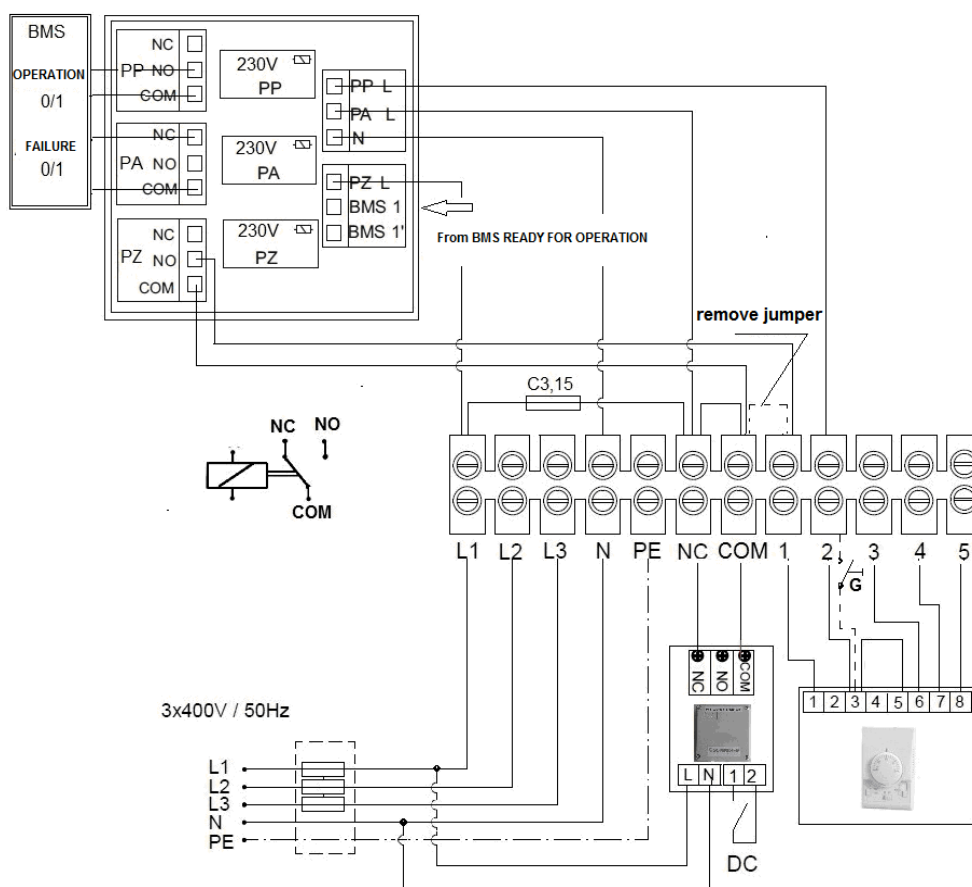 BMS
OPERATION
0/1
FAILURE
0/1
NC
PP NO
COM
NC
PA NO
COM
NC
PZ NO
COM
230V
PP
230V
PA
230V
PZ
PP L
PA L
N
PZ L
BMS 1
BMS 1'
From BMS READY FOR OPERATION
remove jumper
C3,15
NC NO
COM
L1 L2 L3 N PE NC COM 1 2 3 4 5
G
NC NO COM
L N 1 2
DC
1 2 3 4 5 6 7 8
3x400V / 50Hz
L1
L2
L3
N
PE